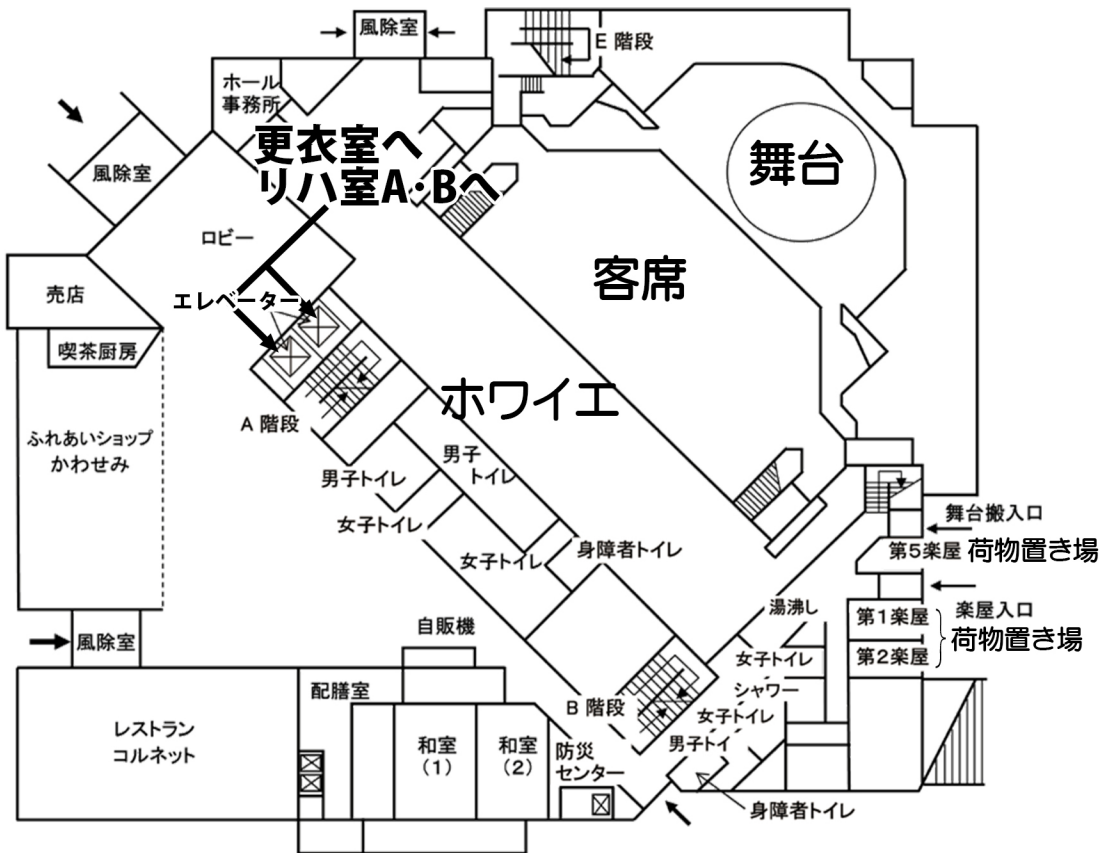 風除室
E 階段
ホール
事務所
更衣室へ
リハ室A・Bへ
舞台
風除室
ロビー
客席
売店
エレベーター
喫茶厨房
ホワイエ
A 階段
ふれあいショップ
かわせみ
男子
トイレ
男子トイレ
女子トイレ
舞台搬入口
身障者トイレ
第5楽屋 荷物置き場
女子トイレ
湯沸し
楽屋入口
第1楽屋
荷物置き場
自販機
風除室
第2楽屋
女子トイレ
配膳室
シャワー
B 階段
女子トイレ
レストラン
コルネット
和室
(1)
和室
(2)
防災
センター
男子トイ
身障者トイレ